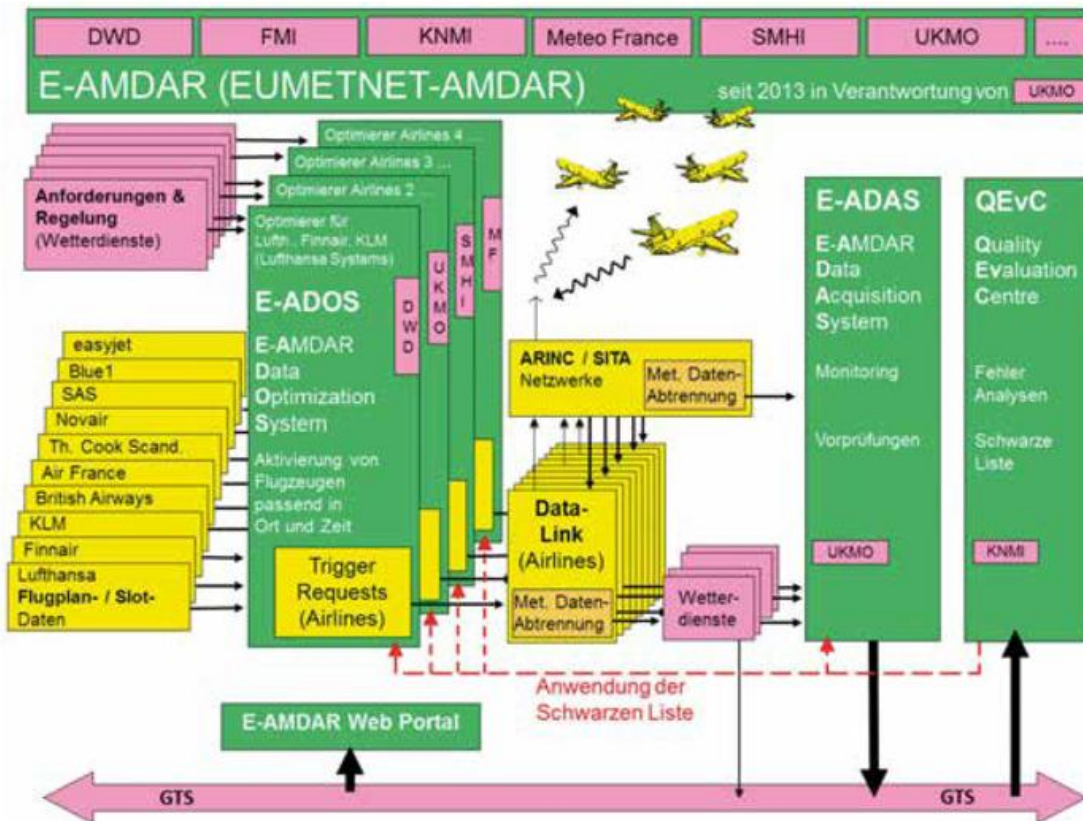 DWD
FMI
KNMI
Meteo France
SMHI
UKMO
....
E-AMDAR (EUMETNET-AMDAR)
seit 2013 in Verantwortung von
UKMO
Anforderungen &
Regelung
(Wetterdienste)
Optimierer Airlines 4 ...
Optimierer Airlines 3 ...
Optimierer Airlines 2 ...
Optimierer für
Lufth., Finnair, KLM
(Lufthansa Systems)
E-ADOS
E-AMDAR
Data
Optimization
System
Aktivierung von
Flugzeugen
passend in
Ort und Zeit
DWD
UKMO
SMHI
MF
Trigger
Requests
(Airlines)
easyjet
Blue1
SAS
Novair
Th. Cook Scand.
Air France
British Airways
KLM
Finnair
Lufthansa
Flugplan- / Slot-
Daten
ARINC / SITA
Netzwerke
Met. Daten-
Abtrennung
Data-
Link
(Airlines)
Met. Daten-
Abtrennung
Wetter-
dienste
E-ADAS
E-AMDAR
Data
Acquisition
System
Monitoring
Vorprüfungen
UKMO
QEvC
Quality
Evaluation
Centre
Fehler
Analysen
Schwarze
Liste
KNMI
Anwendung der
Schwarzen Liste
E-AMDAR Web Portal
GTS
GTS